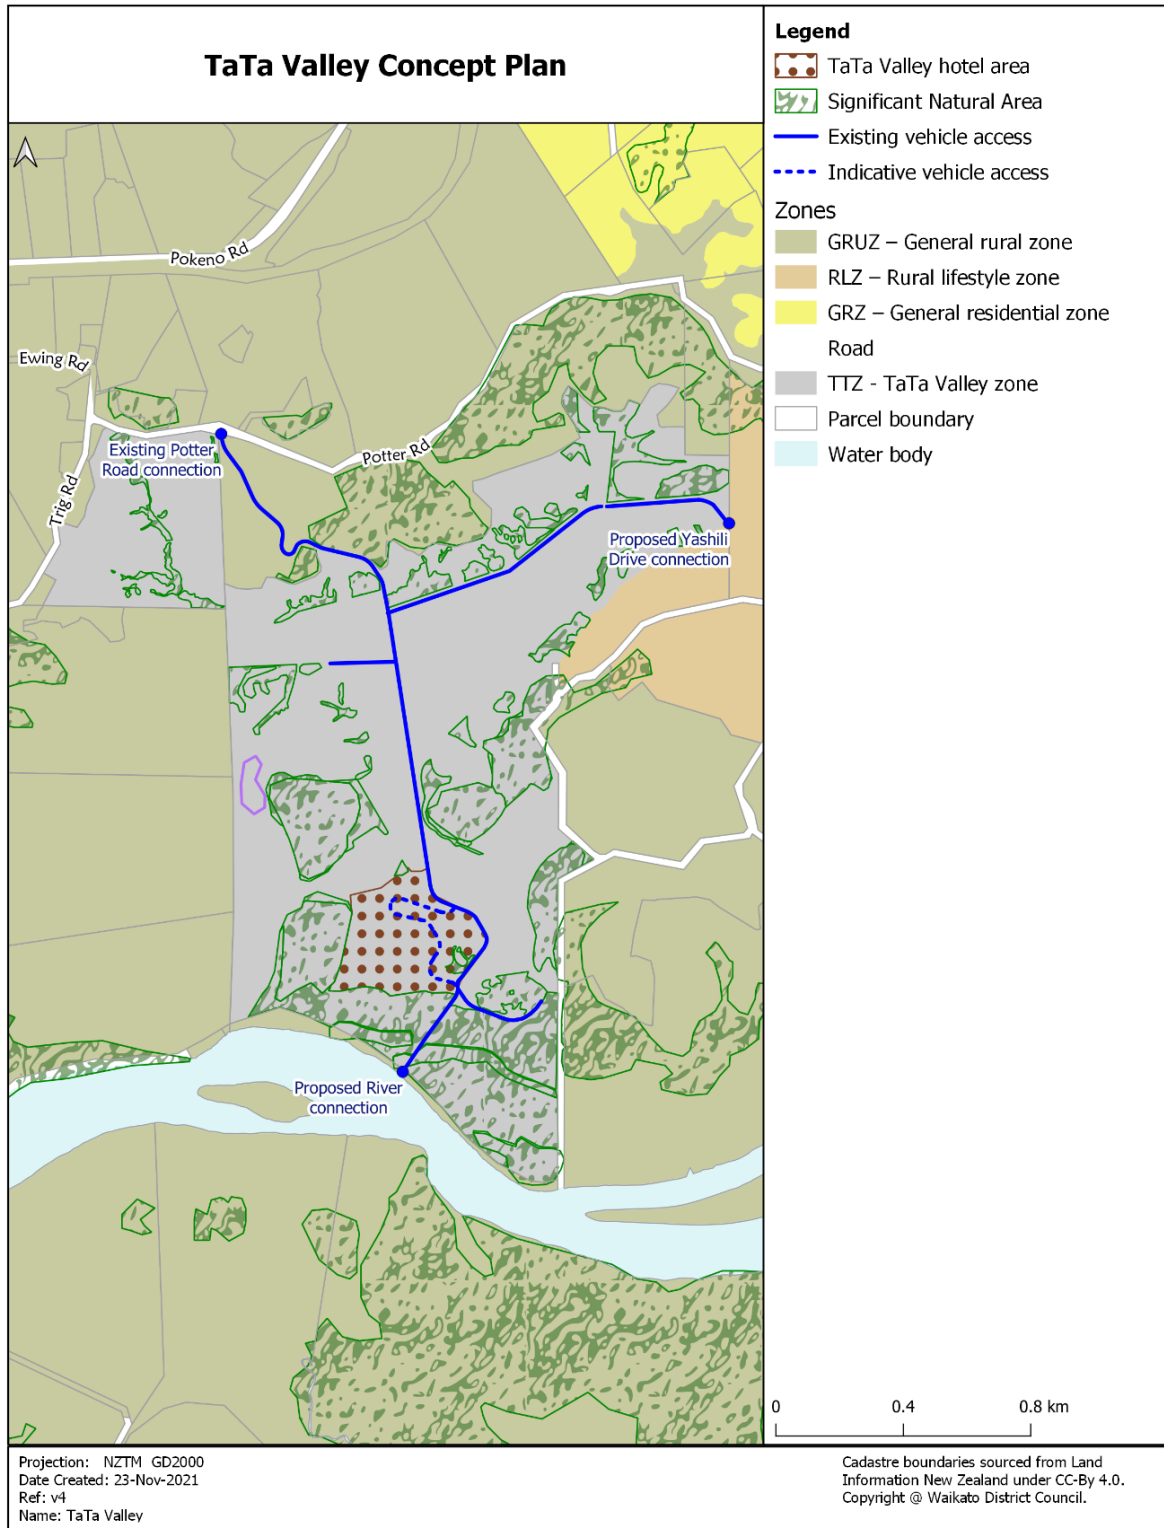 TaTa Valley Concept Plan
Legend
TaTa Valley hotel area
Significant Natural Area
Existing vehicle access
Indicative vehicle access
Zones
GRUZ – General rural zone
RLZ – Rural lifestyle zone
GRZ – General residential zone
Road
TTZ - TaTa Valley zone
Parcel boundary
Water body
Pokeno Rd
Ewing Rd
Existing Potter
Road connection
Potter Rd
Trig Rd
Proposed Yashili
Drive connection
Proposed River
connection
0 0.4 0.8 km
Projection: NZTM GD2000
Date Created: 23-Nov-2021
Ref: v4
Name: TaTa Valley
Cadastre boundaries sourced from Land
Information New Zealand under CC-By 4.0.
Copyright @ Waikato District Council.